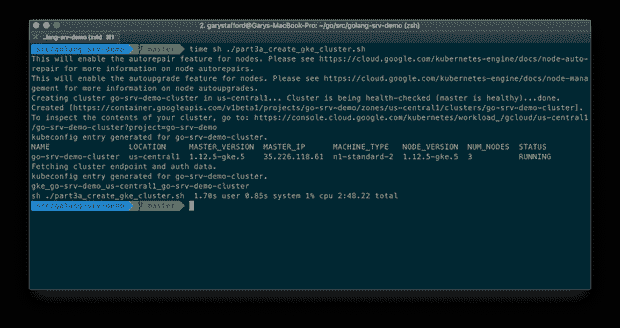 2. garystafford@Garys-MacBook-Pro: ~/go/src/golang-srv-demo (zsh)
..lang-srv-demo (zsh)
src/golang-srv-demo master time sh ./part3a_create_gke_cluster.sh
This will enable the autorepair feature for nodes. Please see https://cloud.google.com/kubernetes-engine/docs/node-auto-
repair for more information on node autorepairs.
This will enable the autoupgrade feature for nodes. Please see https://cloud.google.com/kubernetes-engine/docs/node-mana
gement for more information on node autoupgrades.
Creating cluster go-srv-demo-cluster in us-central1... Cluster is being health-checked (master is healthy)...done.
Created [https://container.googleapis.com/v1beta1/projects/go-srv-demo/zones/us-central1/clusters/go-srv-demo-cluster].
To inspect the contents of your cluster, go to: https://console.cloud.google.com/kubernetes/workload_/gcloud/us-central1
/go-srv-demo-cluster?project=go-srv-demo
kubeconfig entry generated for go-srv-demo-cluster.
NAME LOCATION MASTER_VERSION MASTER_IP MACHINE_TYPE NODE_VERSION NUM_NODES STATUS
go-srv-demo-cluster us-central1 1.12.5-gke.5 35.226.118.61 n1-standard-2 1.12.5-gke.5 3 RUNNING
Fetching cluster endpoint and auth data.
kubeconfig entry generated for go-srv-demo-cluster.
gke_go-srv-demo_us-central1_go-srv-demo-cluster
sh ./part3a_create_gke_cluster.sh 1.70s user 0.85s system 1% cpu 2:48.22 total
src/golang-srv-demo master